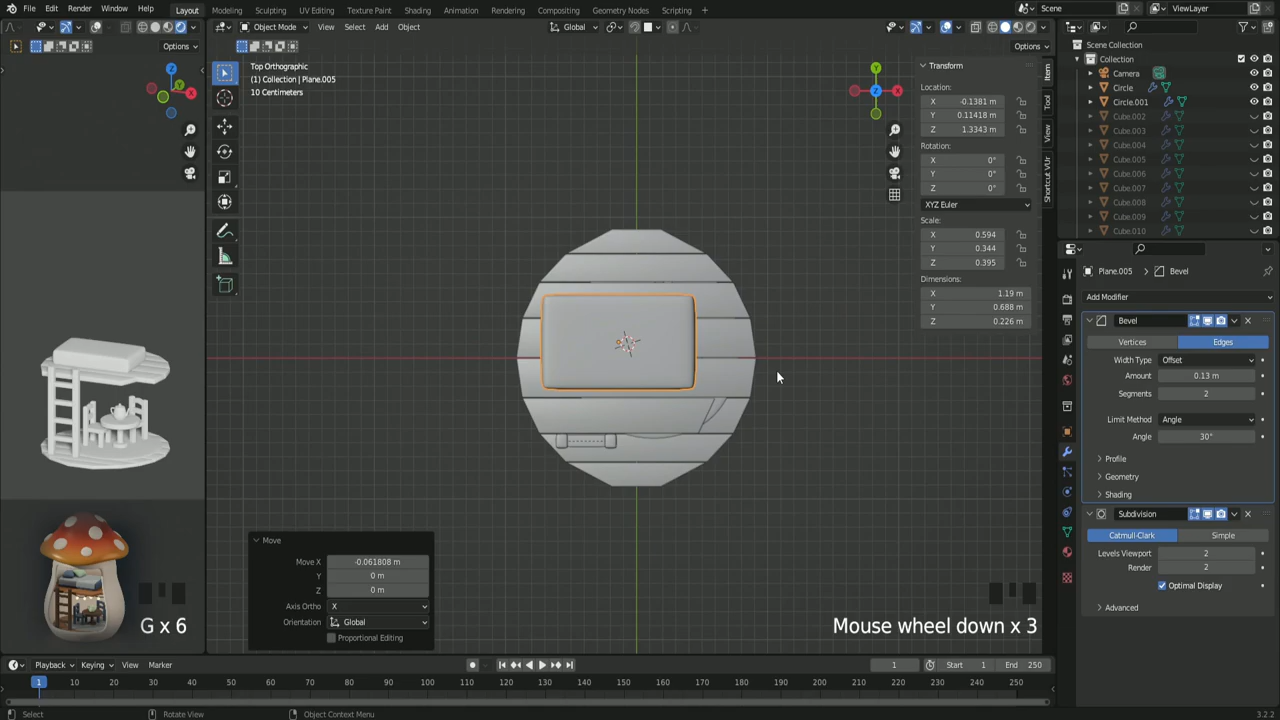 File Edit Render Window Help Layout Modeling Sculpting UV Editing Texture Paint Shading Animation Rendering Compositing Geometry Nodes Scripting + Scene ViewLayer
Object Mode View Select Add Object Global
Options
Options
Top Orthographic
(1) Collection | Plane.005
10 Centimeters
Z
Y
X
Y
Z
X
Transform
Location:
X -0.1381 m
Y 0.11418 m
Z 1.3343 m
Rotation:
X 0°
Y 0°
Z 0°
XYZ Euler
Scale:
X 0.594
Y 0.344
Z 0.395
Dimensions:
X 1.19 m
Y 0.688 m
Z 0.226 m
Item
Tool
View
Shortcut VUr
Scene Collection
Collection
Camera
Circle
Circle.001
Cube.002
Cube.003
Cube.004
Cube.005
Cube.006
Cube.007
Cube.008
Cube.009
Cube.010
Plane.005 > Bevel
Add Modifier
Bevel
Vertices Edges
Width Type Offset
Amount 0.13 m
Segments 2
Limit Method Angle
Angle 30°
Profile
Geometry
Shading
Subdivision
Catmull-Clark Simple
Levels Viewport 2
Render 2
Optimal Display
Advanced
Move
Move X -0.061808 m
Y 0 m
Z 0 m
Axis Ortho X
Orientation Global
Proportional Editing
G x 6
Mouse wheel down x 3
Playback Keying View Marker 1 Start 1 End 250
1 10 20 30 40 50 60 70 80 90 100 110 120 130 140 150 160 170 180 190 200 210 220 230 240 250
Select Rotate View Object Context Menu 3.2.2